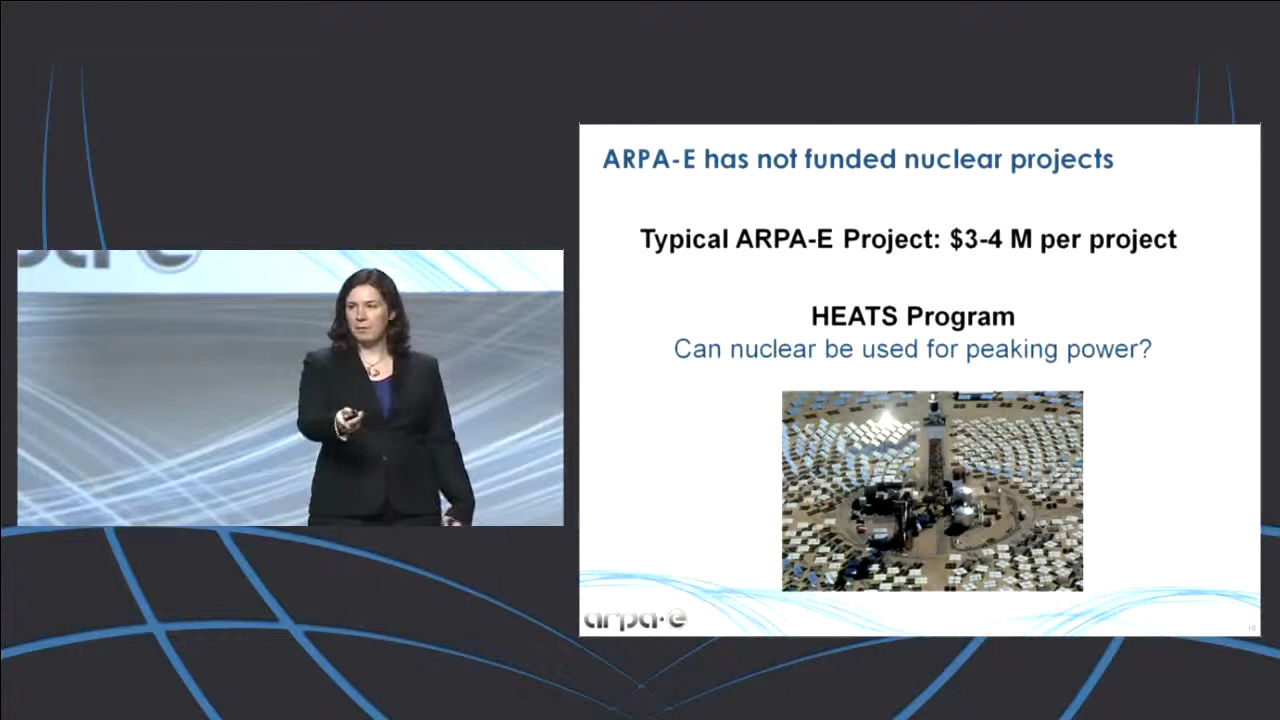 ARPA-E has not funded nuclear projects
Typical ARPA-E Project: $3-4 M per project
HEATS Program
Can nuclear be used for peaking power?
arpa·e
18